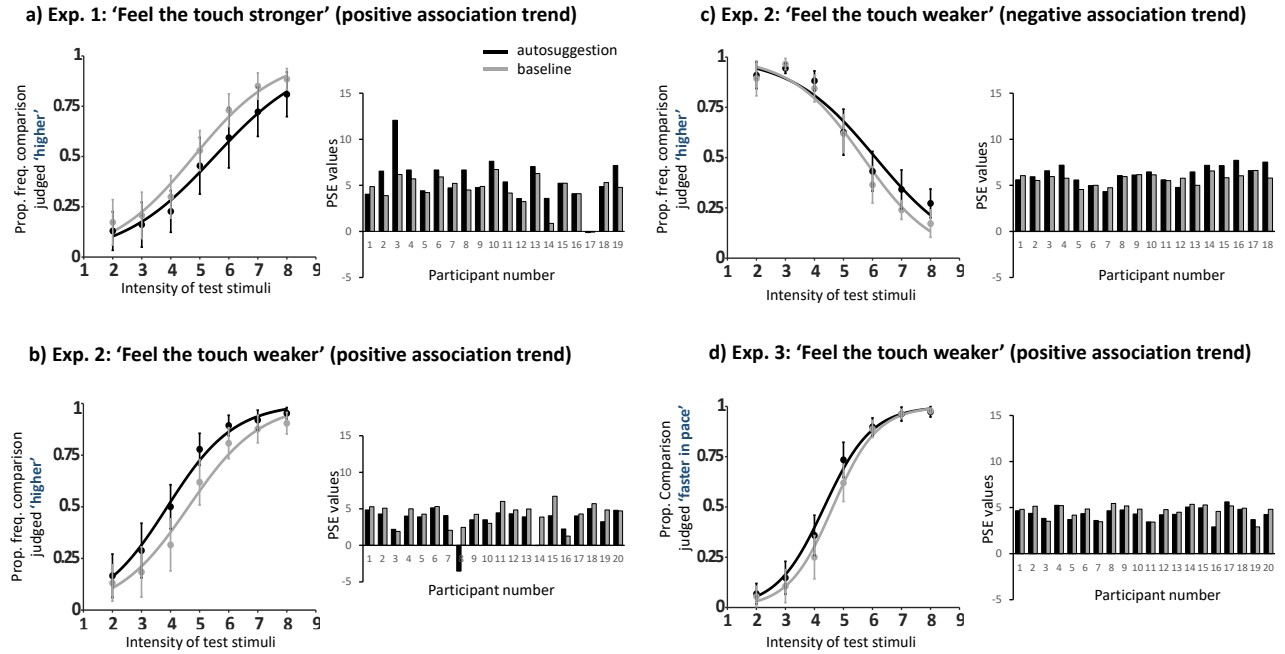 a) Exp. 1: 'Feel the touch stronger' (positive association trend)
autosuggestion
baseline
Prop. freq. comparison
judged 'higher'
1
0.75
0.5
0.25
0
1 2 3 4 5 6 7 8 9
Intensity of test stimuli
PSE values
15
10
5
0
-5
1 2 3 4 5 6 7 8 9 10 11 12 13 14 15 16 17 18 19
Participant number
c) Exp. 2: 'Feel the touch weaker' (negative association trend)
Prop. freq. comparison
judged 'higher'
1
0.75
0.5
0.25
0
1 2 3 4 5 6 7 8 9
Intensity of test stimuli
PSE values
15
10
5
0
-5
1 2 3 4 5 6 7 8 9 10 11 12 13 14 15 16 17 18
Participant number
b) Exp. 2: 'Feel the touch weaker' (positive association trend)
Prop. freq. comparison
judged 'higher'
1
0.75
0.5
0.25
0
1 2 3 4 5 6 7 8 9
Intensity of test stimuli
PSE values
15
10
5
0
-5
1 2 3 4 5 6 7 8 9 10 11 12 13 14 15 16 17 18 19 20
Participant number
d) Exp. 3: 'Feel the touch weaker' (positive association trend)
Prop. Comparison
judged 'faster in pace'
1
0.75
0.5
0.25
0
1 2 3 4 5 6 7 8 9
Intensity of test stimuli
PSE values
15
10
5
0
-5
1 2 3 4 5 6 7 8 9 10 11 12 13 14 15 16 17 18 19 20
Participant number